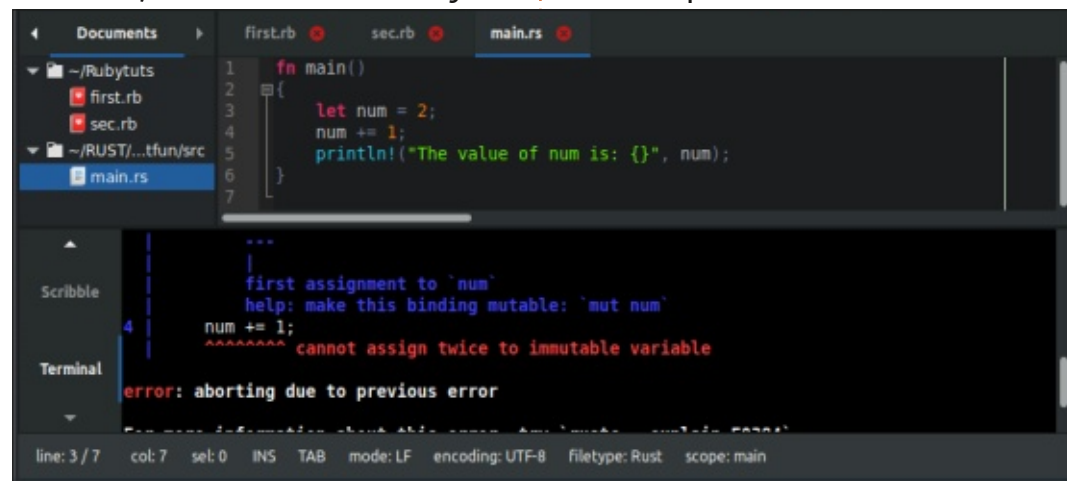 Documents
first.rb
sec.rb
main.rs
~/Rubytuts
first.rb
sec.rb
~/RUST/...tfun/src
main.rs
1 fn main()
2 {
3 let num = 2;
4 num += 1;
5 println!("The value of num is: {}", num);
6 }
7
Scribble
Terminal
---
|
first assignment to `num`
help: make this binding mutable: `mut num`
4 | num += 1;
| ^^^^^^^^ cannot assign twice to immutable variable
error: aborting due to previous error
line: 3 / 7 col: 7 sel: 0 INS TAB mode: LF encoding: UTF-8 filetype: Rust scope: main